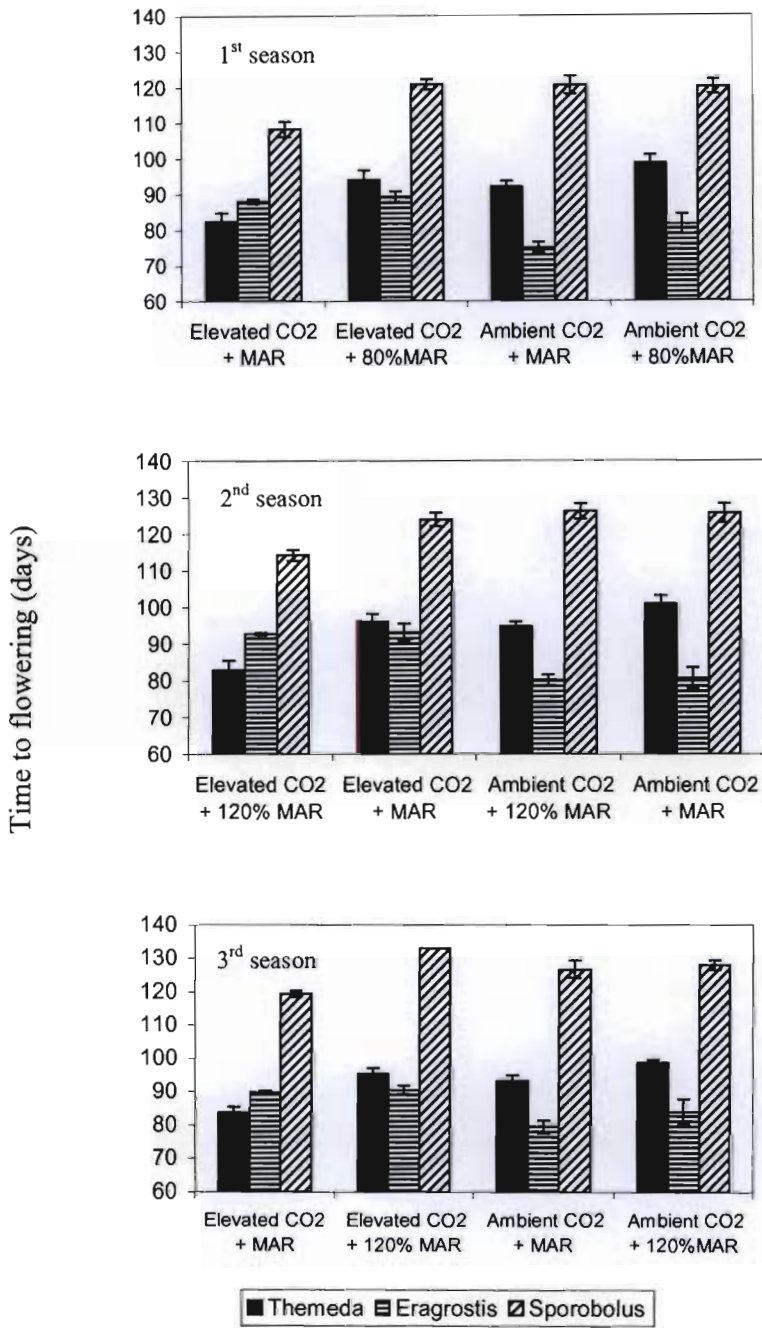 Time to flowering (days)
1st season
140
130
120
110
100
90
80
70
60
Elevated CO2 Elevated CO2 Ambient CO2 Ambient CO2
+ MAR + 80%MAR + MAR + 80%MAR
2nd season
140
130
120
110
100
90
80
70
60
Elevated CO2 Elevated CO2 Ambient CO2 Ambient CO2
+ 120% MAR + MAR + 120% MAR + MAR
3rd season
140
130
120
110
100
90
80
70
60
Elevated CO2 Elevated CO2 Ambient CO2 Ambient CO2
+ MAR + 120% MAR + MAR + 120%MAR
Themeda Eragrostis Sporobolus